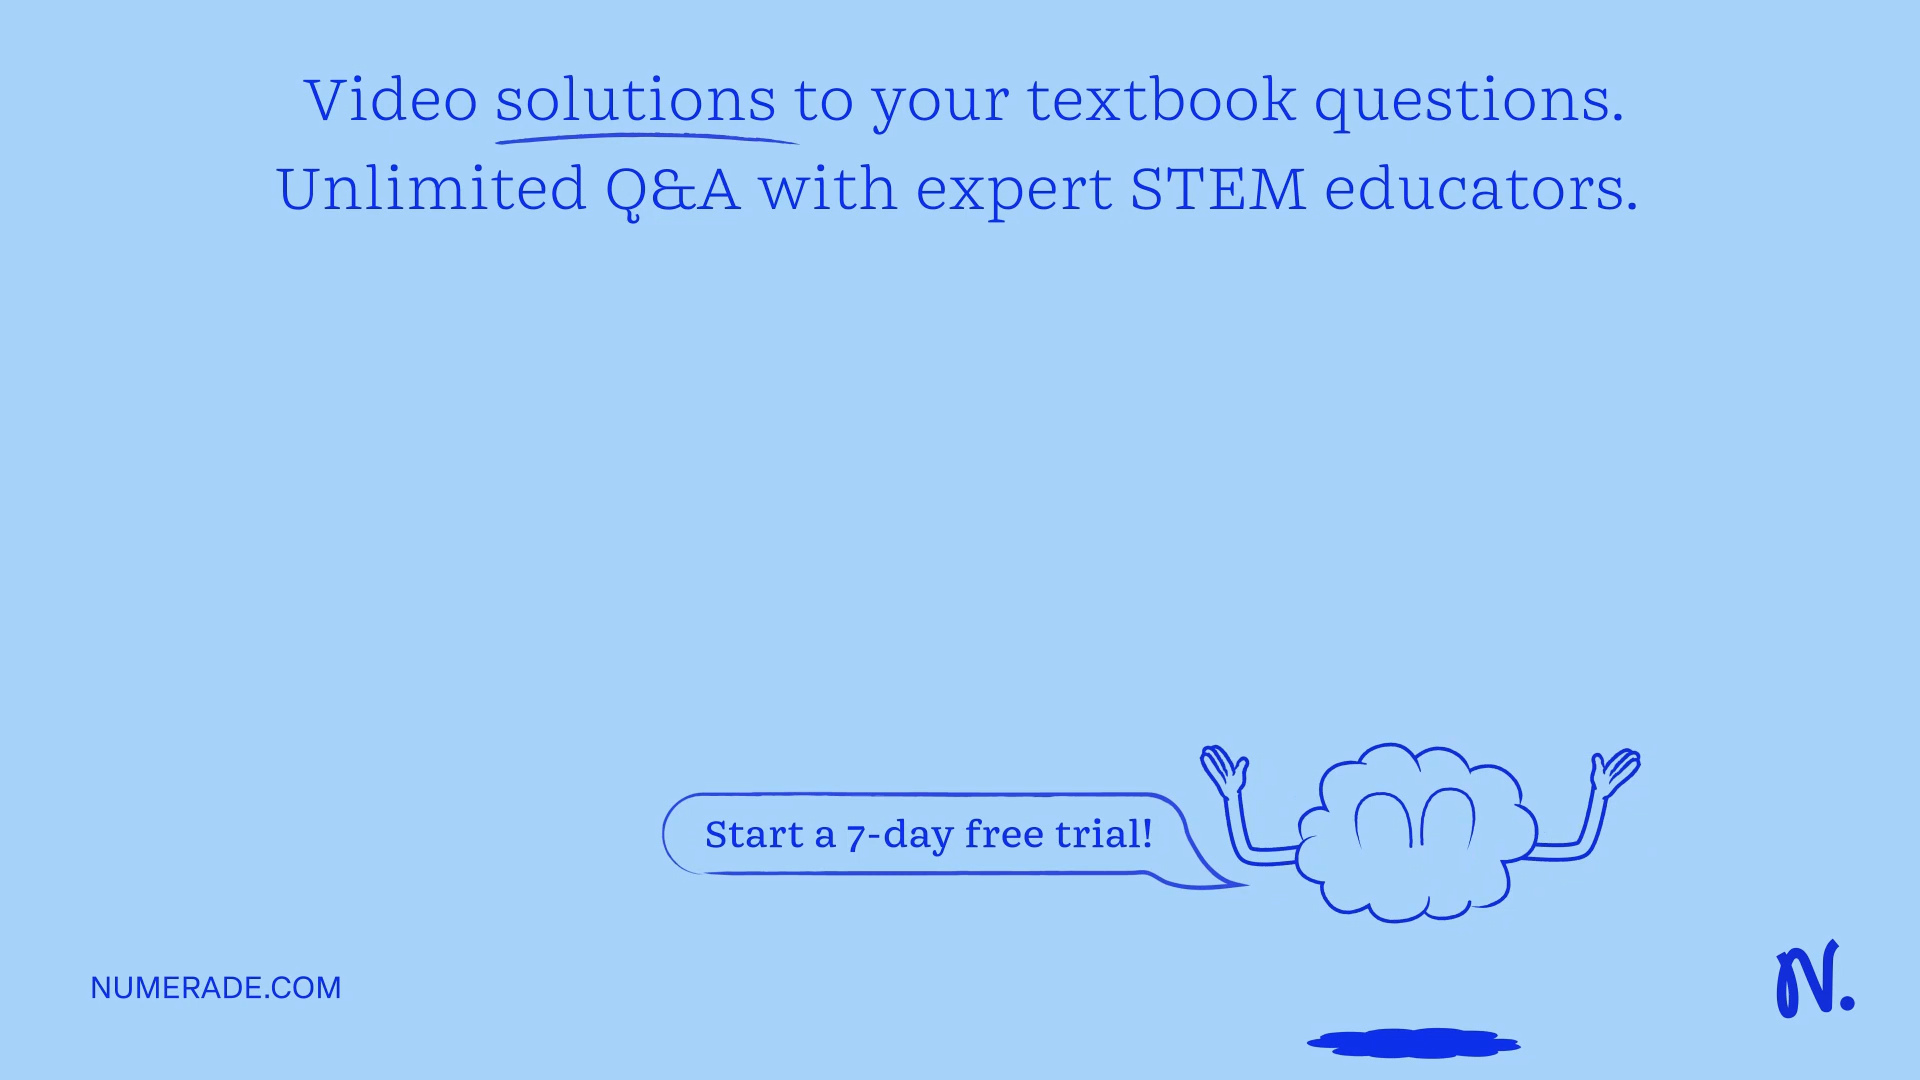 Video solutions to your textbook questions.
Unlimited Q&A with expert STEM educators.
Start a 7-day free trial!
NUMERADE.COM
N.